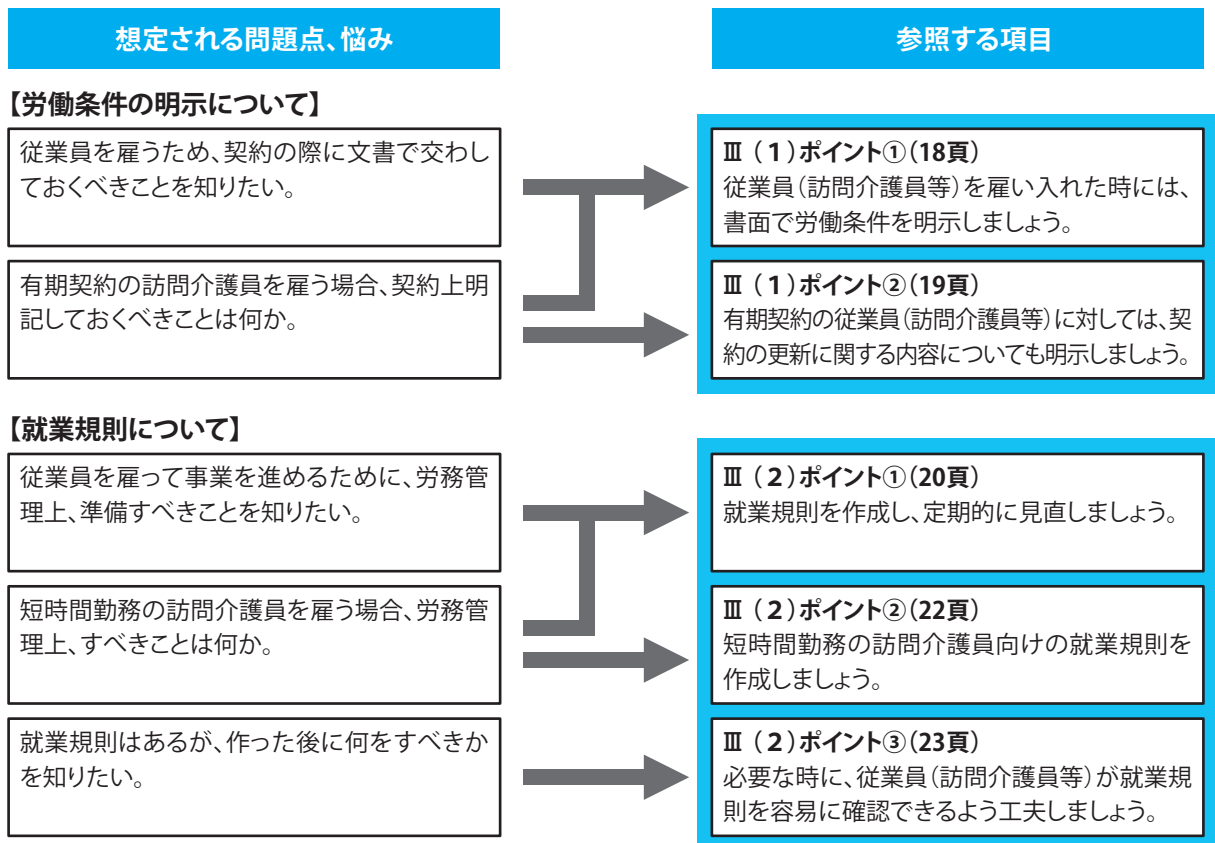 想定される問題点、悩み
参照する項目
【労働条件の明示について】
従業員を雇うため、契約の際に文書で交わし
ておくべきことを知りたい。
Ⅲ（１）ポイント①（18頁）
従業員（訪問介護員等）を雇い入れた時には、
書面で労働条件を明示しましょう。
有期契約の訪問介護員を雇う場合、契約上明
記しておくべきことは何か。
Ⅲ（１）ポイント②（19頁）
有期契約の従業員（訪問介護員等）に対しては、契
約の更新に関する内容についても明示しましょう。
【就業規則について】
従業員を雇って事業を進めるために、労務管
理上、準備すべきことを知りたい。
Ⅲ（２）ポイント①（20頁）
就業規則を作成し、定期的に見直しましょう。
短時間勤務の訪問介護員を雇う場合、労務管
理上、すべきことは何か。
Ⅲ（２）ポイント②（22頁）
短時間勤務の訪問介護員向けの就業規則を
作成しましょう。
就業規則はあるが、作った後に何をすべきか
を知りたい。
Ⅲ（２）ポイント③（23頁）
必要な時に、従業員（訪問介護員等）が就業規
則を容易に確認できるよう工夫しましょう。